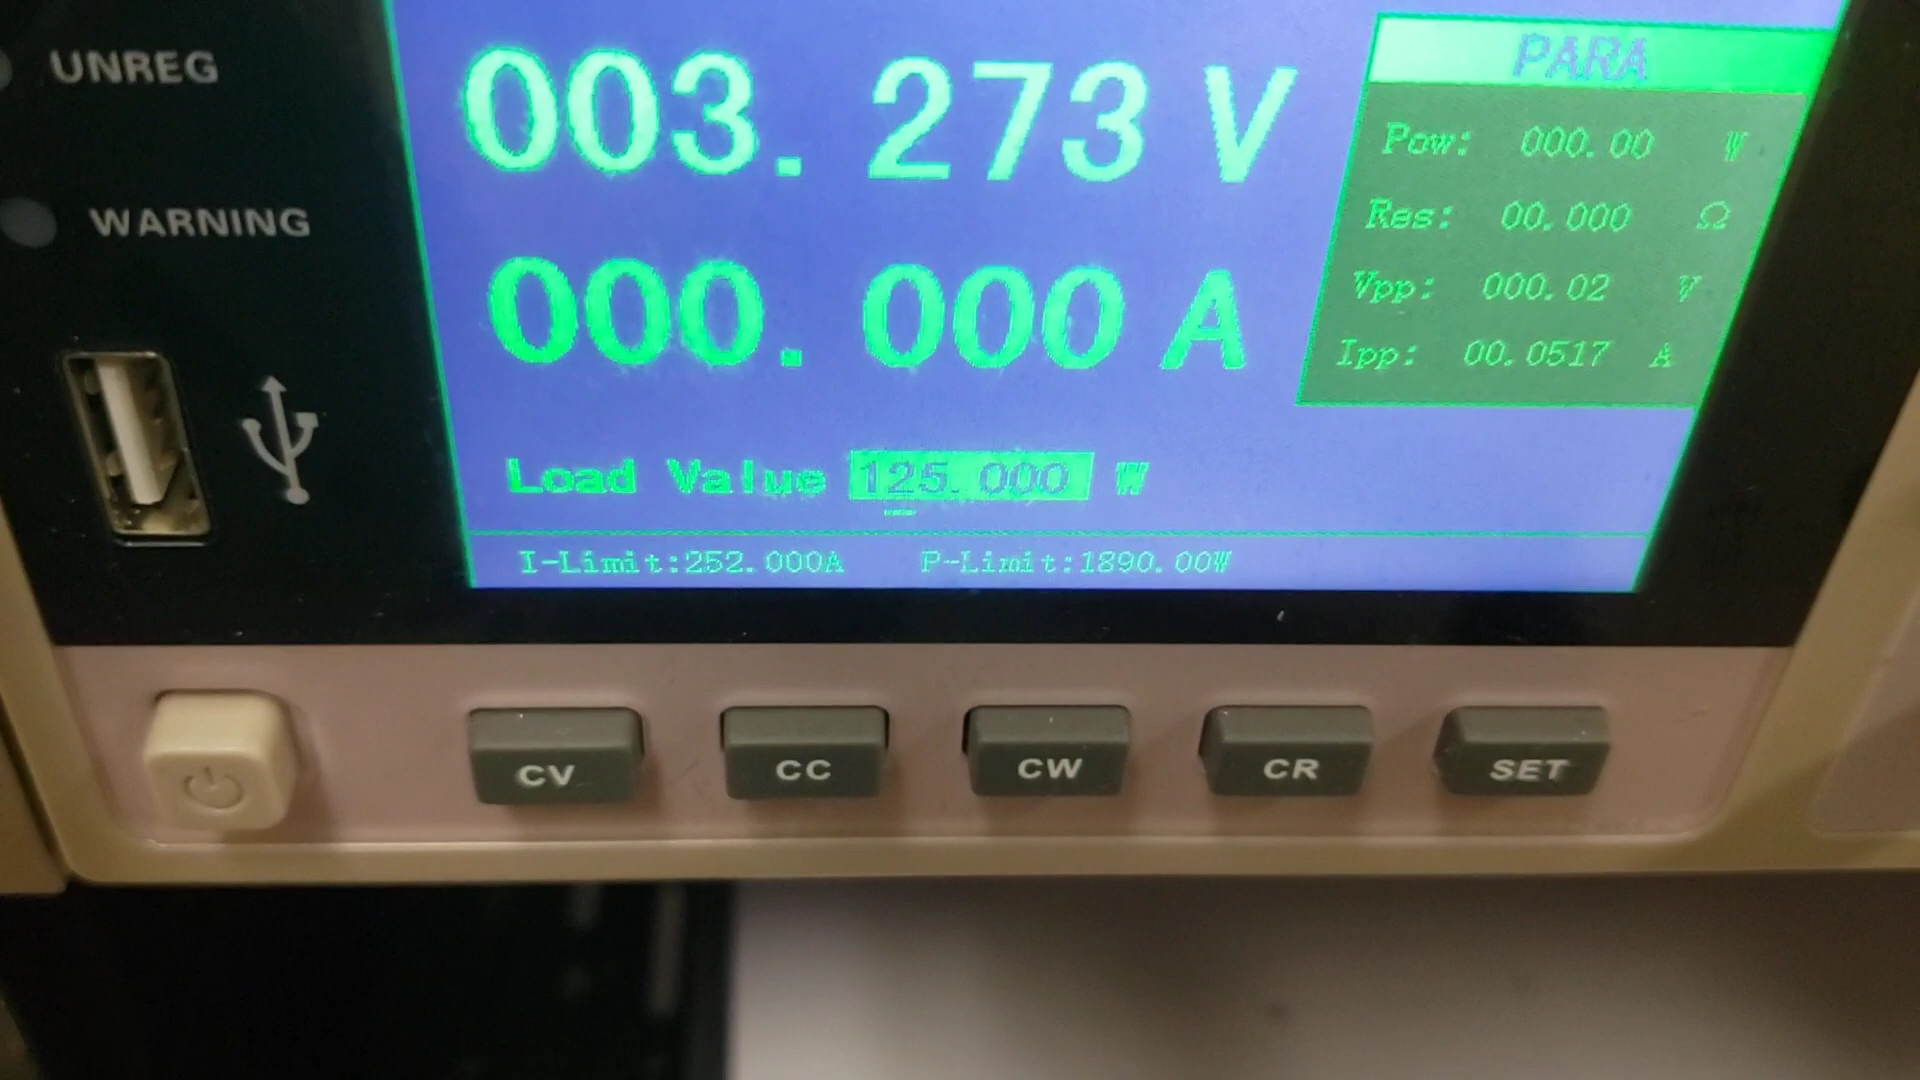 UNREG
WARNING
003.273 V
000.000 A
Load Value 125.000 W
I-Limit:252.000A P-Limit:1890.00W
PARA
Pow: 000.00 W
Res: 00.000 Ω
Vpp: 000.02 V
Ipp: 00.0517 A
CV
CC
CW
CR
SET